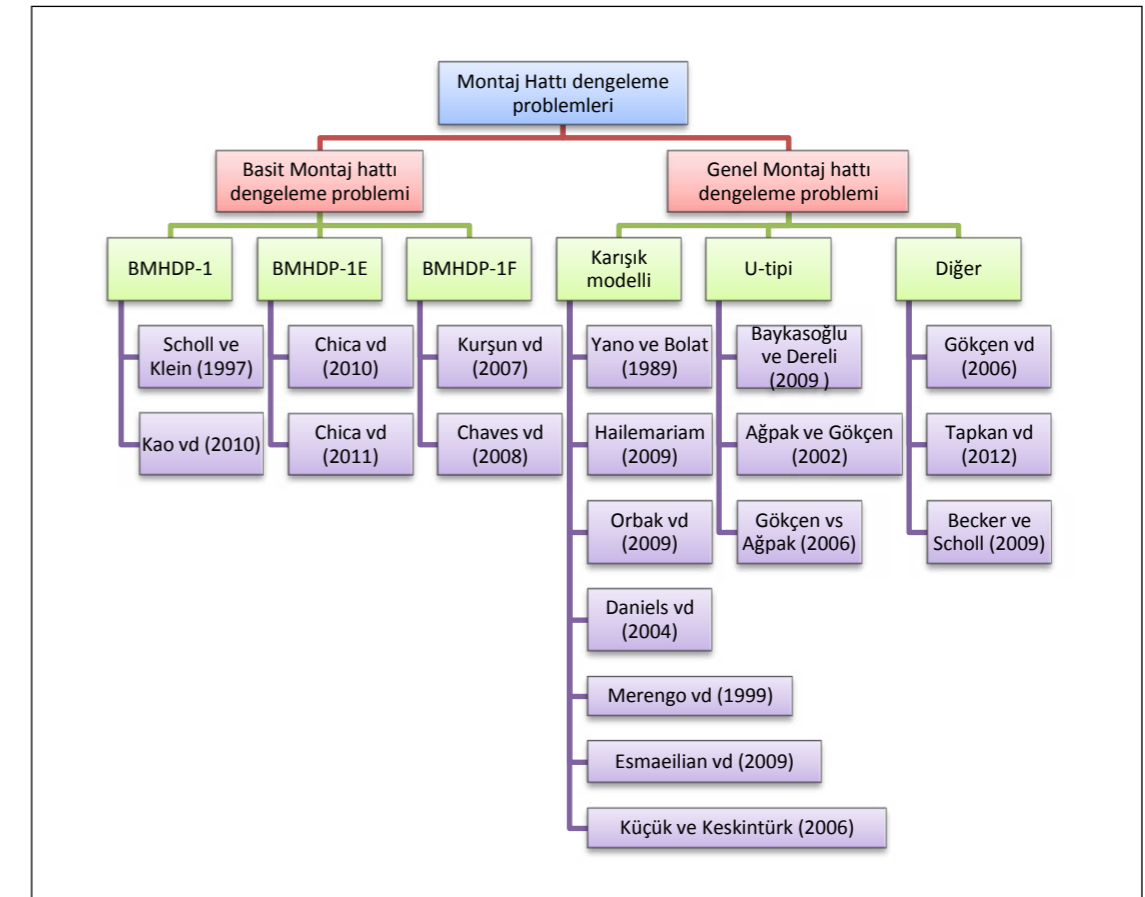 Montaj Hattı dengeleme
problemleri
Basit Montaj hattı
dengeleme problemi
Genel Montaj hattı
dengeleme problemi
BMHDP-1
BMHDP-1E
BMHDP-1F
Karışık
modelli
U-tipi
Diğer
Scholl ve
Klein (1997)
Kao vd (2010)
Chica vd
(2010)
Chica vd
(2011)
Kurşun vd
(2007)
Chaves vd
(2008)
Yano ve Bolat
(1989)
Hailemariam
(2009)
Orbak vd
(2009)
Daniels vd
(2004)
Merengo vd (1999)
Esmaeilian vd (2009)
Küçük ve Keskintürk (2006)
Baykasoğlu
ve Dereli
(2009 )
Ağpak ve Gökçen
(2002)
Gökçen vs
Ağpak (2006)
Gökçen vd
(2006)
Tapkan vd
(2012)
Becker ve
Scholl (2009)